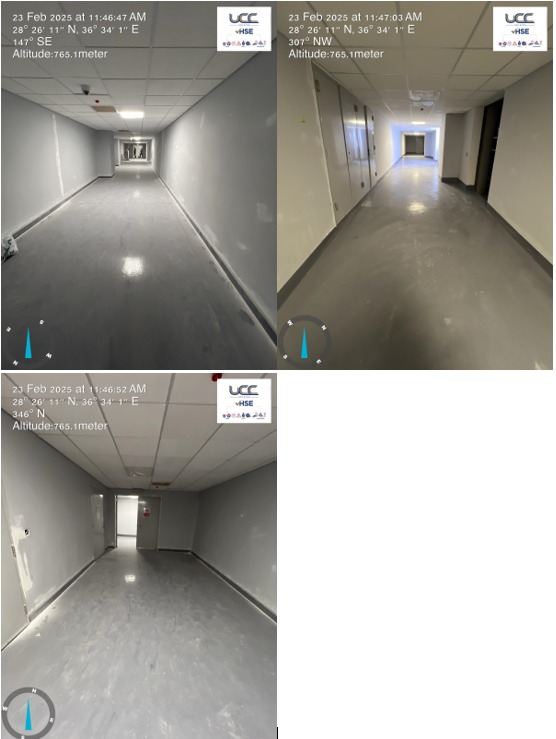 23 Feb 2025 at 11:46:47 AM
28° 26' 11" N, 36° 34' 1" E
147° SE
Altitude:765.1meter
UCC
HSE
23 Feb 2025 at 11:47:03 AM
28° 26' 11" N, 36° 34' 1" E
307° NW
Altitude:765.1meter
UCC
HSE
23 Feb 2025 at 11:46:52 AM
28° 26' 11" N, 36° 34' 1" E
346° N
Altitude:765.1meter
UCC
HSE